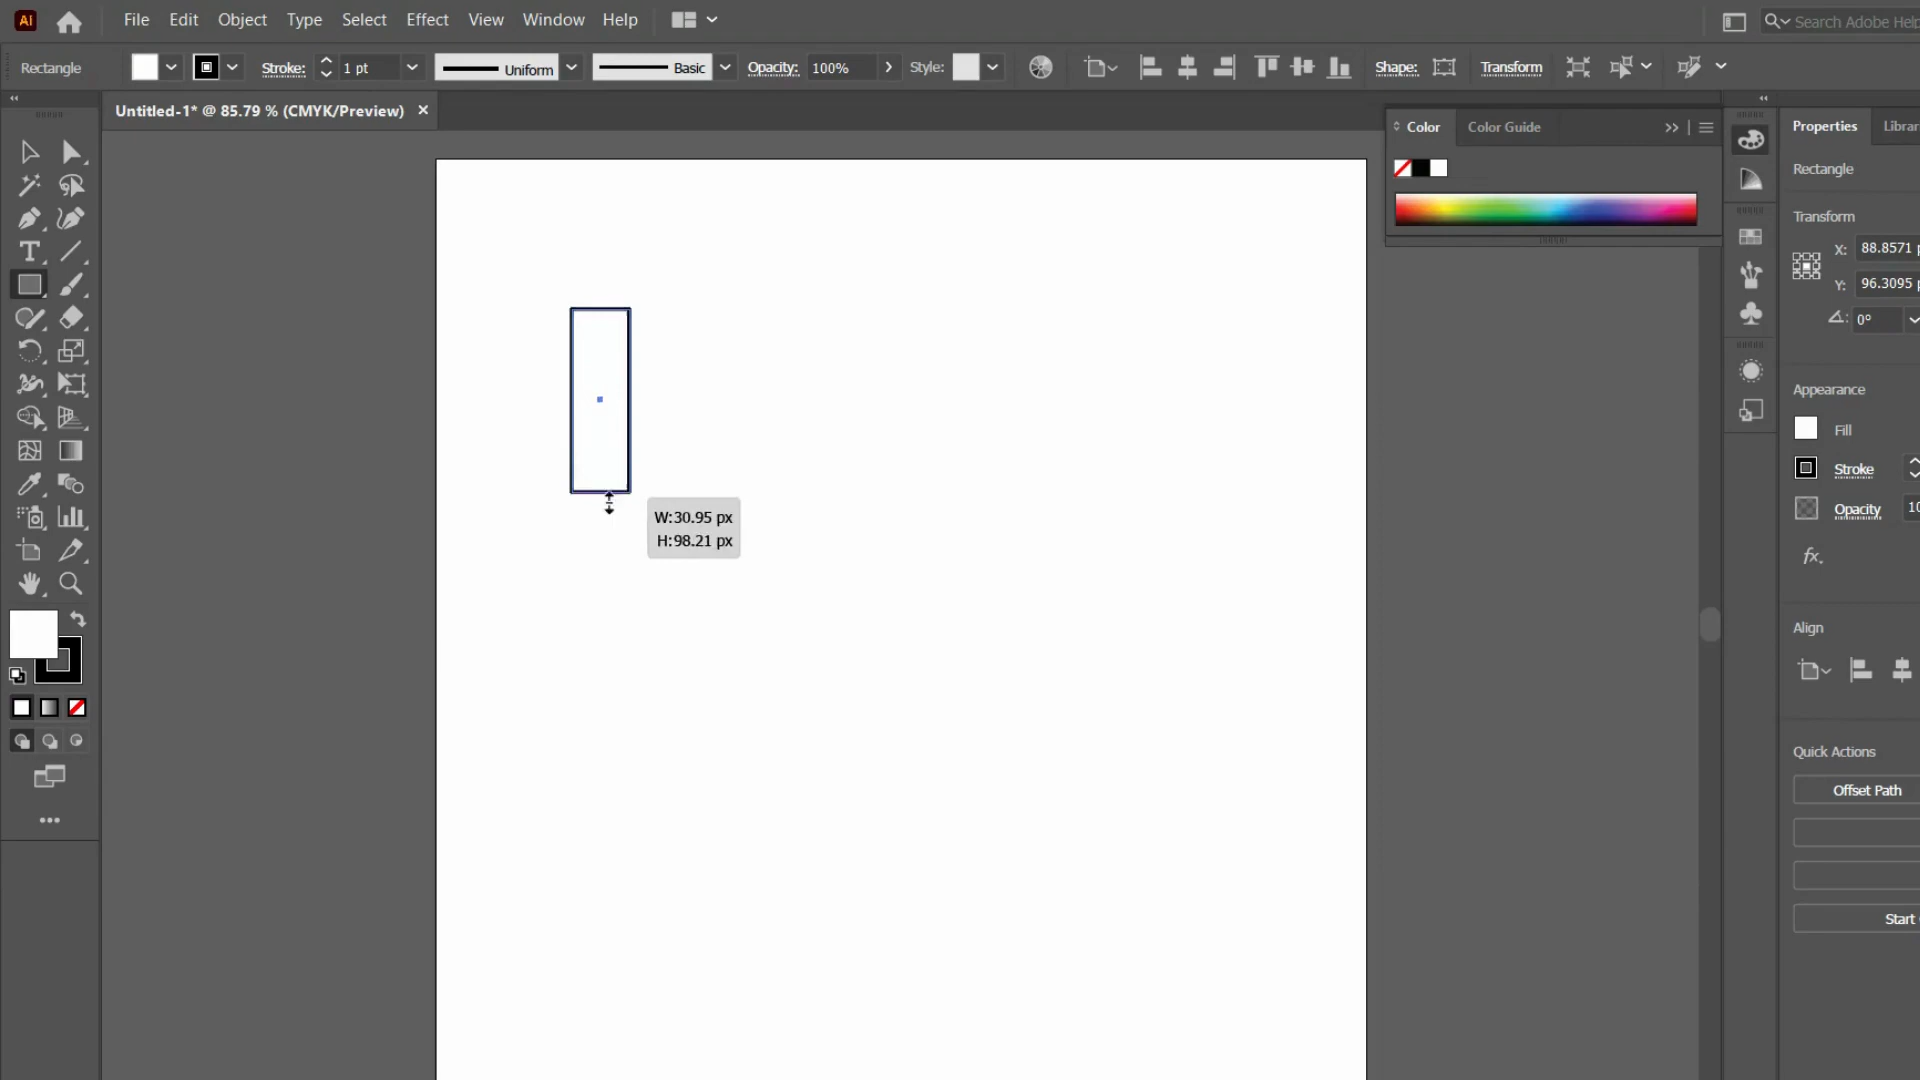 Ai File Edit Object Type Select Effect View Window Help Search Adobe Help
Rectangle Stroke: 1 pt Uniform Basic Opacity: 100% Style: Shape: Transform
Untitled-1* @ 85.79 % (CMYK/Preview)
Color Color Guide
Properties
Rectangle
Transform
X: 88.8571
Y: 96.3095
0°
W:30.95 px
H:98.21 px
Appearance
Fill
Stroke
Opacity
fx
Align
Quick Actions
Offset Path
Start